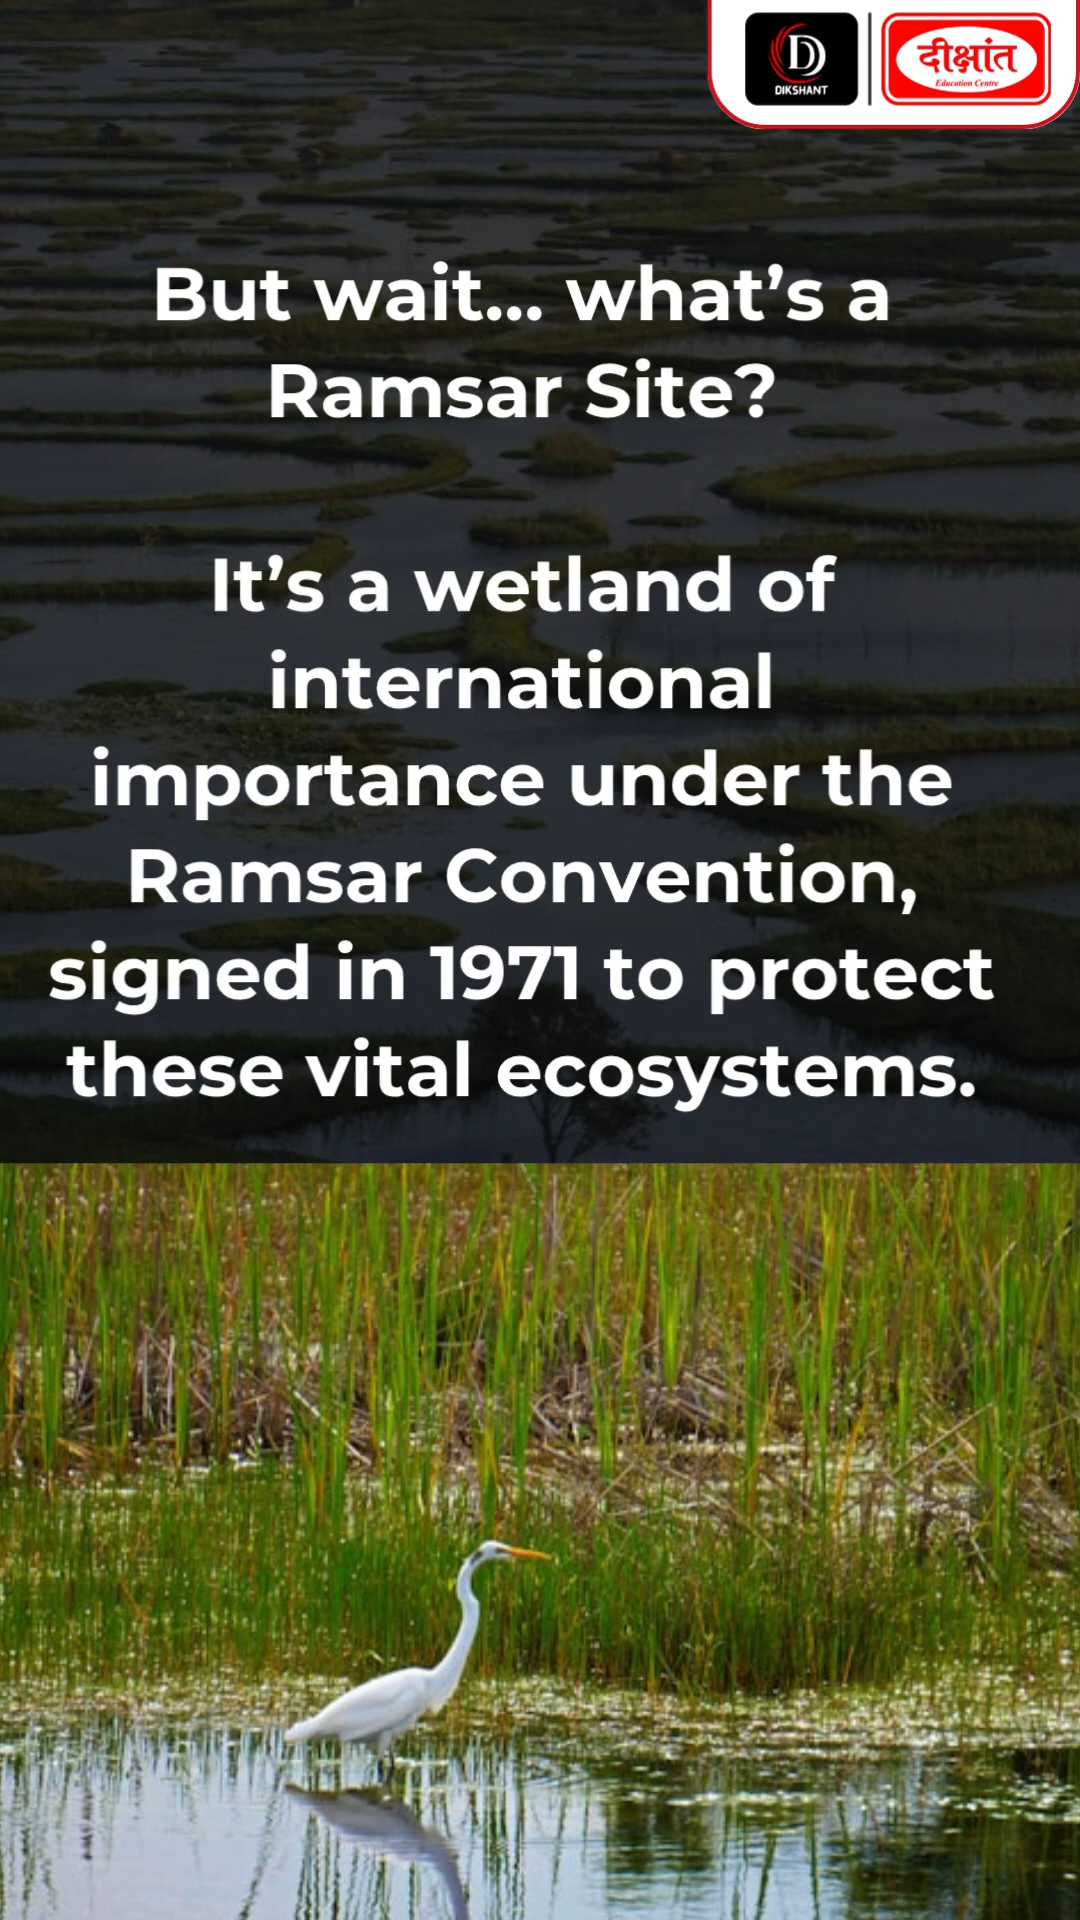 DIKSHANT
दीक्षांत
Education Centre
But wait... what’s a
Ramsar Site?
It’s a wetland of
international
importance under the
Ramsar Convention,
signed in 1971 to protect
these vital ecosystems.